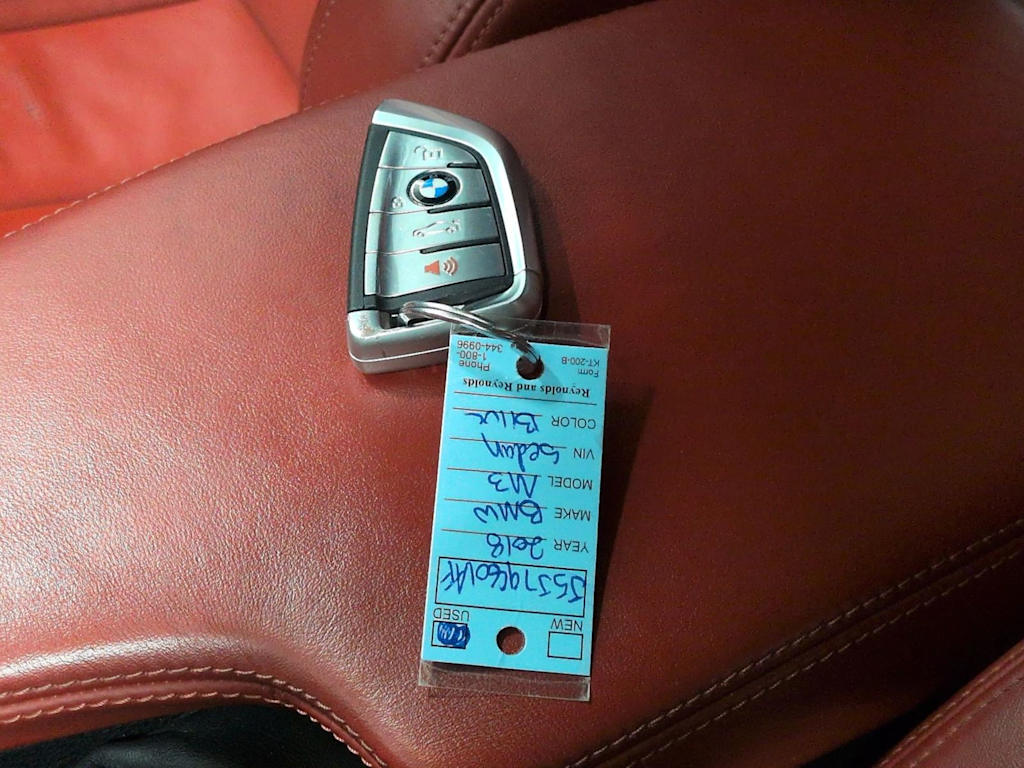 NEW USED
J5J79601A
YEAR 2018
MAKE BMW
MODEL M3
VIN Sedan
COLOR Blue
Reynolds and Reynolds
Form: KT-200-B
Phone 1-800-344-0996